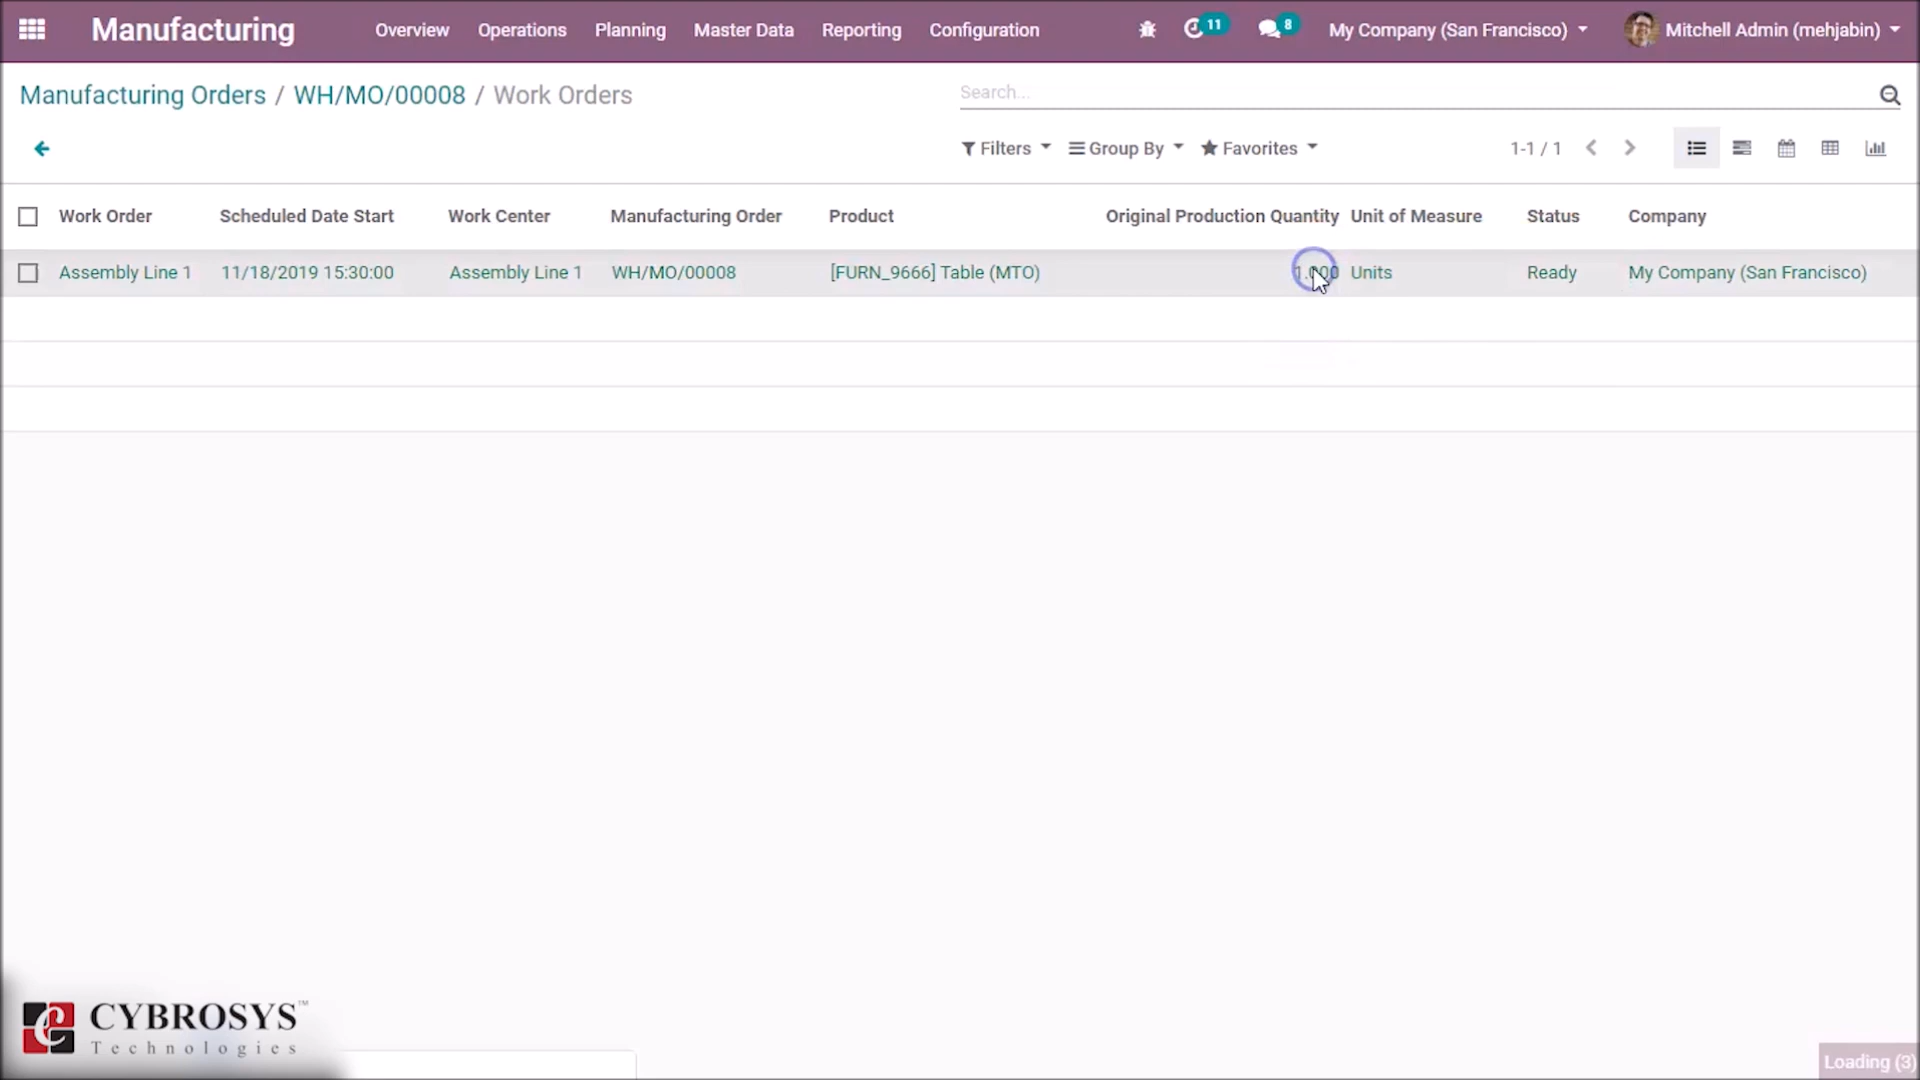 Manufacturing Overview Operations Planning Master Data Reporting Configuration 11 8 My Company (San Francisco) Mitchell Admin (mehjabin)
Manufacturing Orders / WH/MO/00008 / Work Orders Search...
Filters Group By Favorites 1-1 / 1
Work Order Scheduled Date Start Work Center Manufacturing Order Product Original Production Quantity Unit of Measure Status Company
Assembly Line 1 11/18/2019 15:30:00 Assembly Line 1 WH/MO/00008 [FURN_9666] Table (MTO) 1.000 Units Ready My Company (San Francisco)
CYBROSYS™
Technologies
Loading (3)